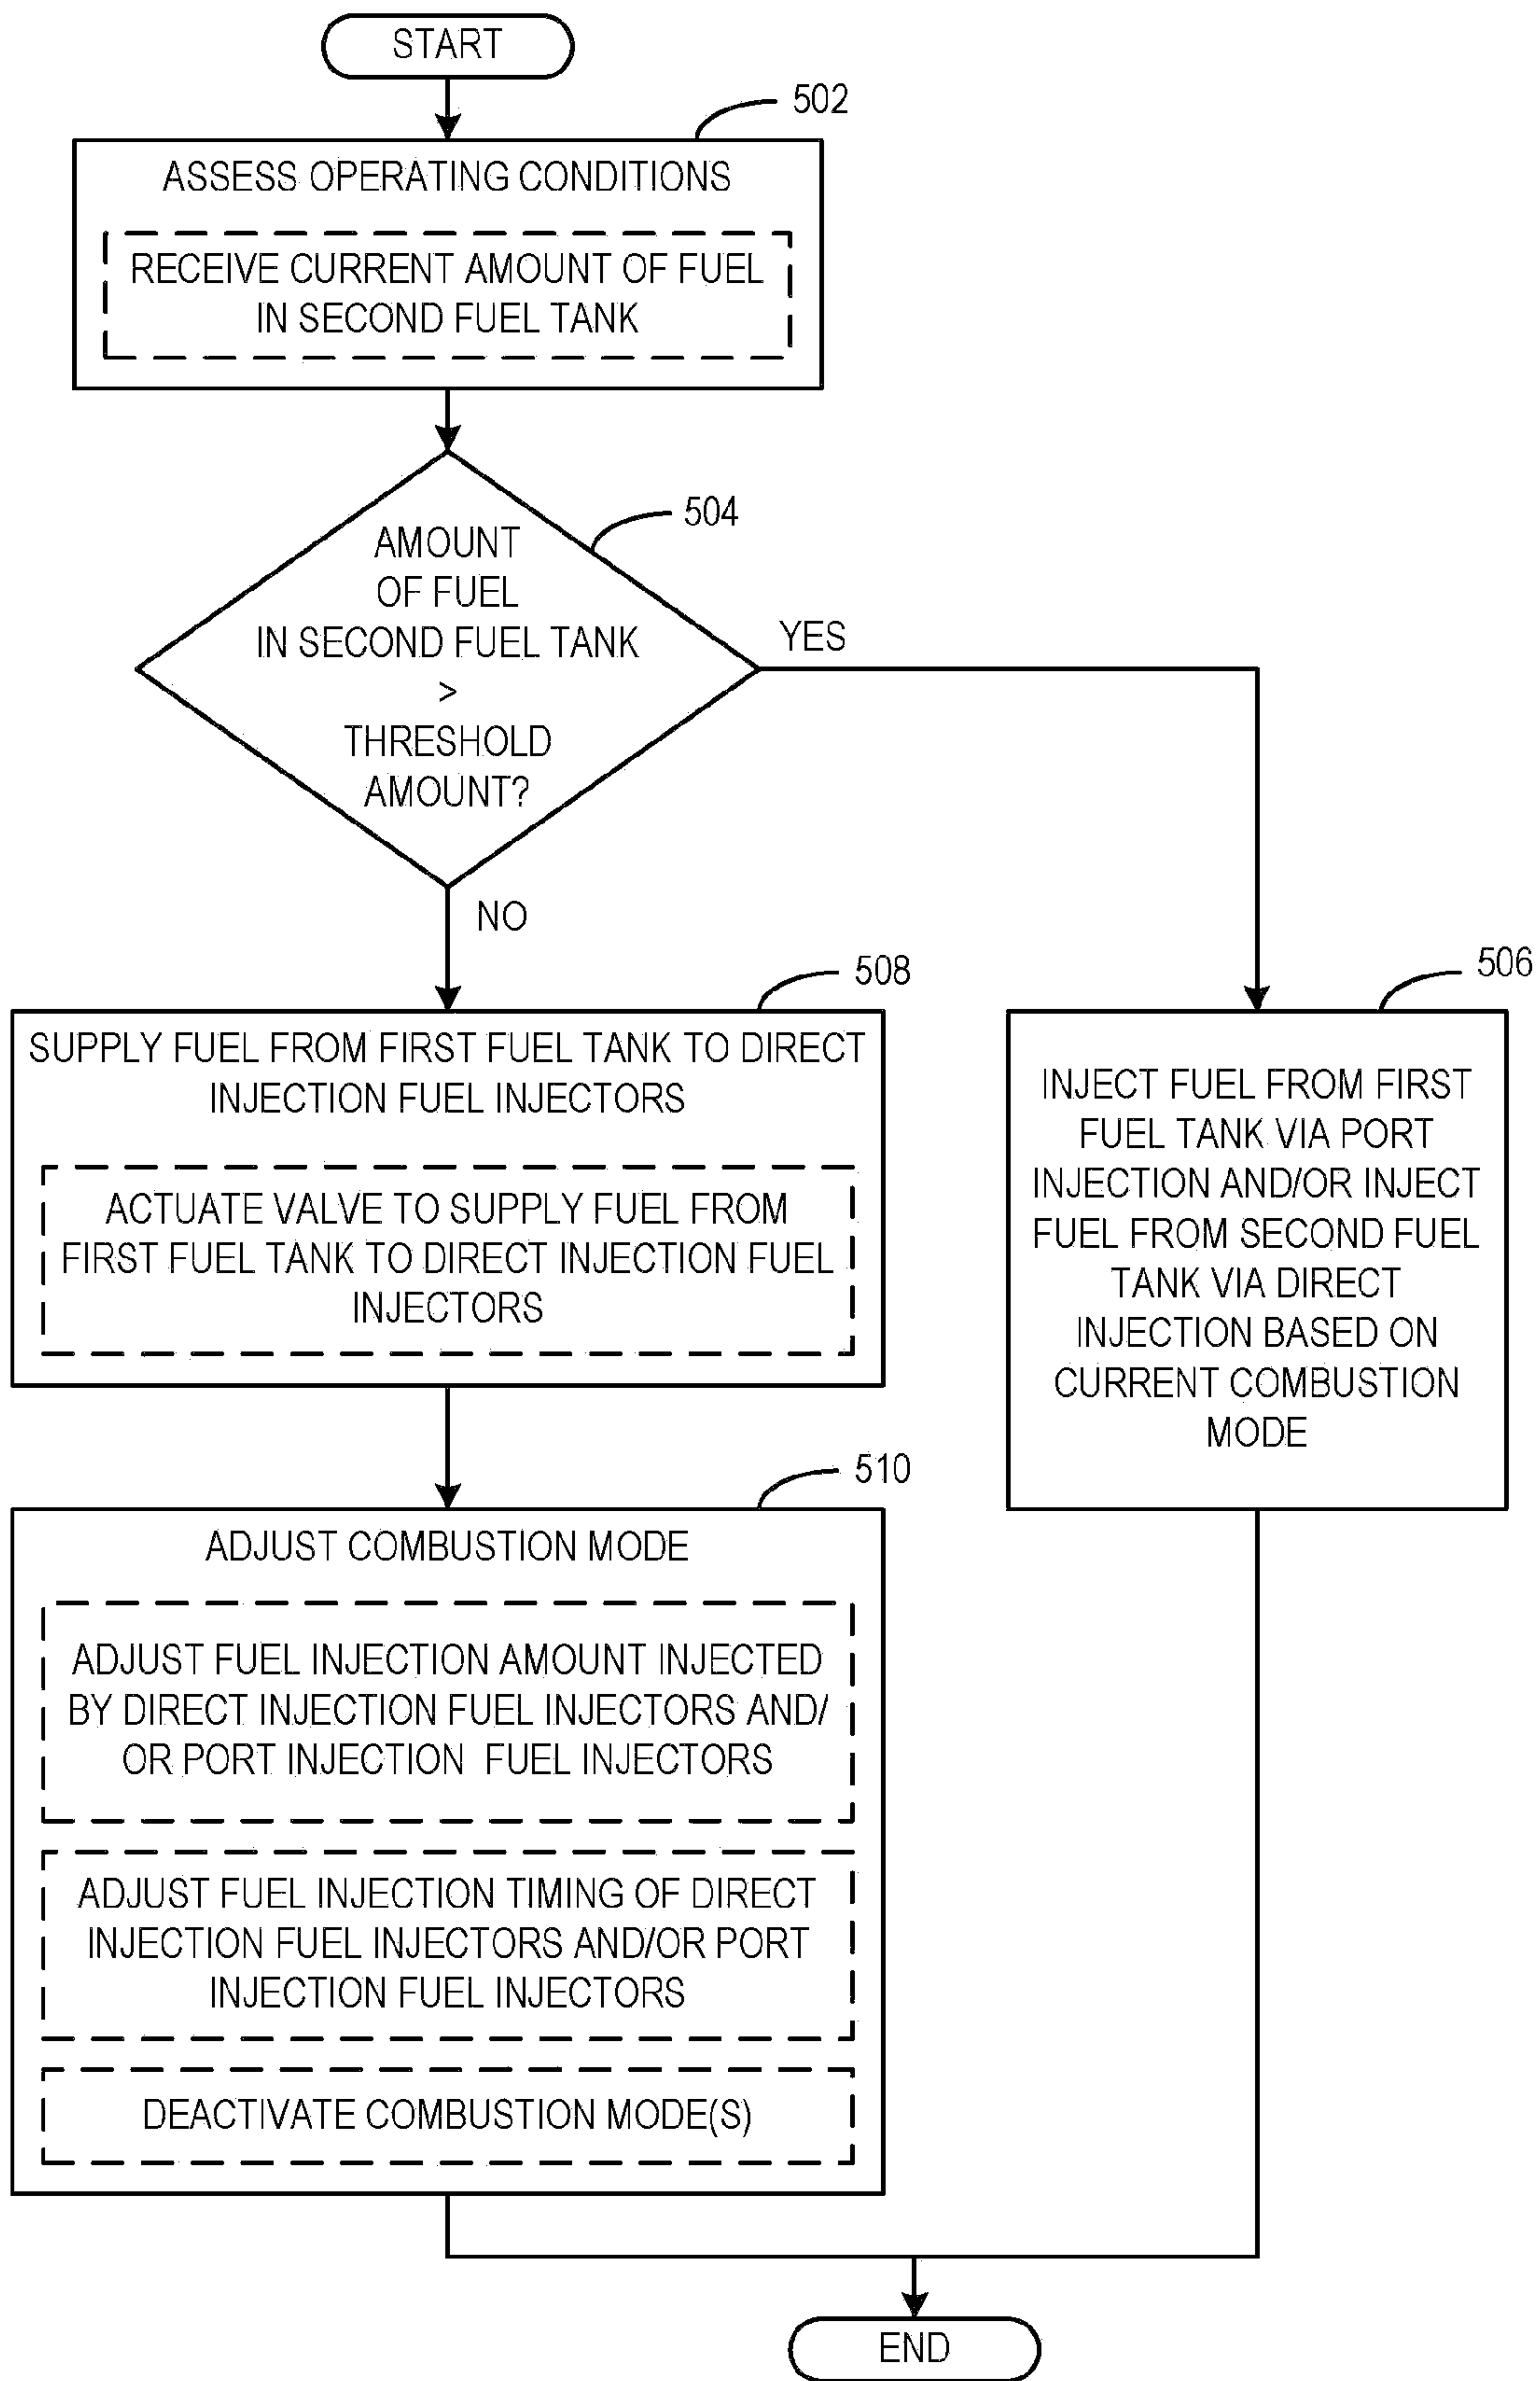 START
502
ASSESS OPERATING CONDITIONS
RECEIVE CURRENT AMOUNT OF FUEL
IN SECOND FUEL TANK
504
AMOUNT
OF FUEL
IN SECOND FUEL TANK
>
THRESHOLD
AMOUNT?
YES
NO
508
SUPPLY FUEL FROM FIRST FUEL TANK TO DIRECT
INJECTION FUEL INJECTORS
ACTUATE VALVE TO SUPPLY FUEL FROM
FIRST FUEL TANK TO DIRECT INJECTION FUEL
INJECTORS
506
INJECT FUEL FROM FIRST
FUEL TANK VIA PORT
INJECTION AND/OR INJECT
FUEL FROM SECOND FUEL
TANK VIA DIRECT
INJECTION BASED ON
CURRENT COMBUSTION
MODE
510
ADJUST COMBUSTION MODE
ADJUST FUEL INJECTION AMOUNT INJECTED
BY DIRECT INJECTION FUEL INJECTORS AND/
OR PORT INJECTION FUEL INJECTORS
ADJUST FUEL INJECTION TIMING OF DIRECT
INJECTION FUEL INJECTORS AND/OR PORT
INJECTION FUEL INJECTORS
DEACTIVATE COMBUSTION MODE(S)
END